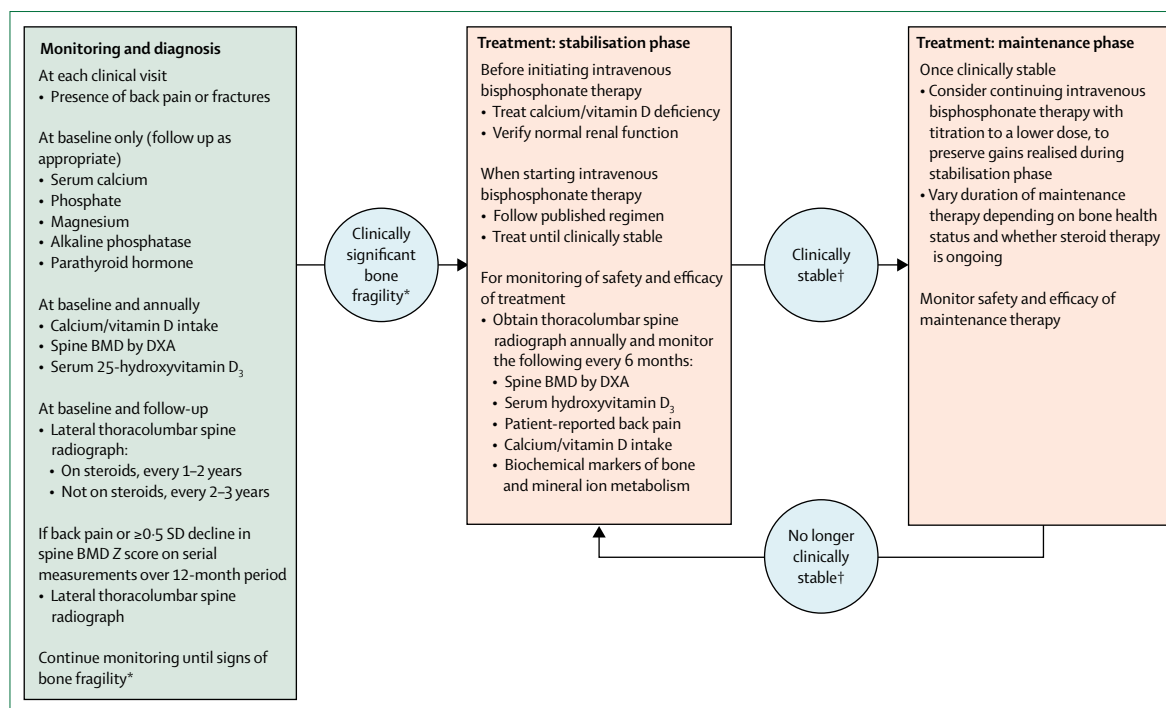 Monitoring and diagnosis
At each clinical visit
• Presence of back pain or fractures
At baseline only (follow up as
appropriate)
• Serum calcium
• Phosphate
• Magnesium
• Alkaline phosphatase
• Parathyroid hormone
At baseline and annually
• Calcium/vitamin D intake
• Spine BMD by DXA
• Serum 25-hydroxyvitamin D₃
At baseline and follow-up
• Lateral thoracolumbar spine
radiograph:
• On steroids, every 1–2 years
• Not on steroids, every 2–3 years
If back pain or ≥0·5 SD decline in
spine BMD Z score on serial
measurements over 12-month period
• Lateral thoracolumbar spine
radiograph
Continue monitoring until signs of
bone fragility*
Clinically
significant
bone
fragility*
Treatment: stabilisation phase
Before initiating intravenous
bisphosphonate therapy
• Treat calcium/vitamin D deficiency
• Verify normal renal function
When starting intravenous
bisphosphonate therapy
• Follow published regimen
• Treat until clinically stable
For monitoring of safety and efficacy
of treatment
• Obtain thoracolumbar spine
radiograph annually and monitor
the following every 6 months:
• Spine BMD by DXA
• Serum hydroxyvitamin D₃
• Patient-reported back pain
• Calcium/vitamin D intake
• Biochemical markers of bone
and mineral ion metabolism
Clinically
stable†
Treatment: maintenance phase
Once clinically stable
• Consider continuing intravenous
bisphosphonate therapy with
titration to a lower dose, to
preserve gains realised during
stabilisation phase
• Vary duration of maintenance
therapy depending on bone health
status and whether steroid therapy
is ongoing
Monitor safety and efficacy of
maintenance therapy
No longer
clinically
stable†